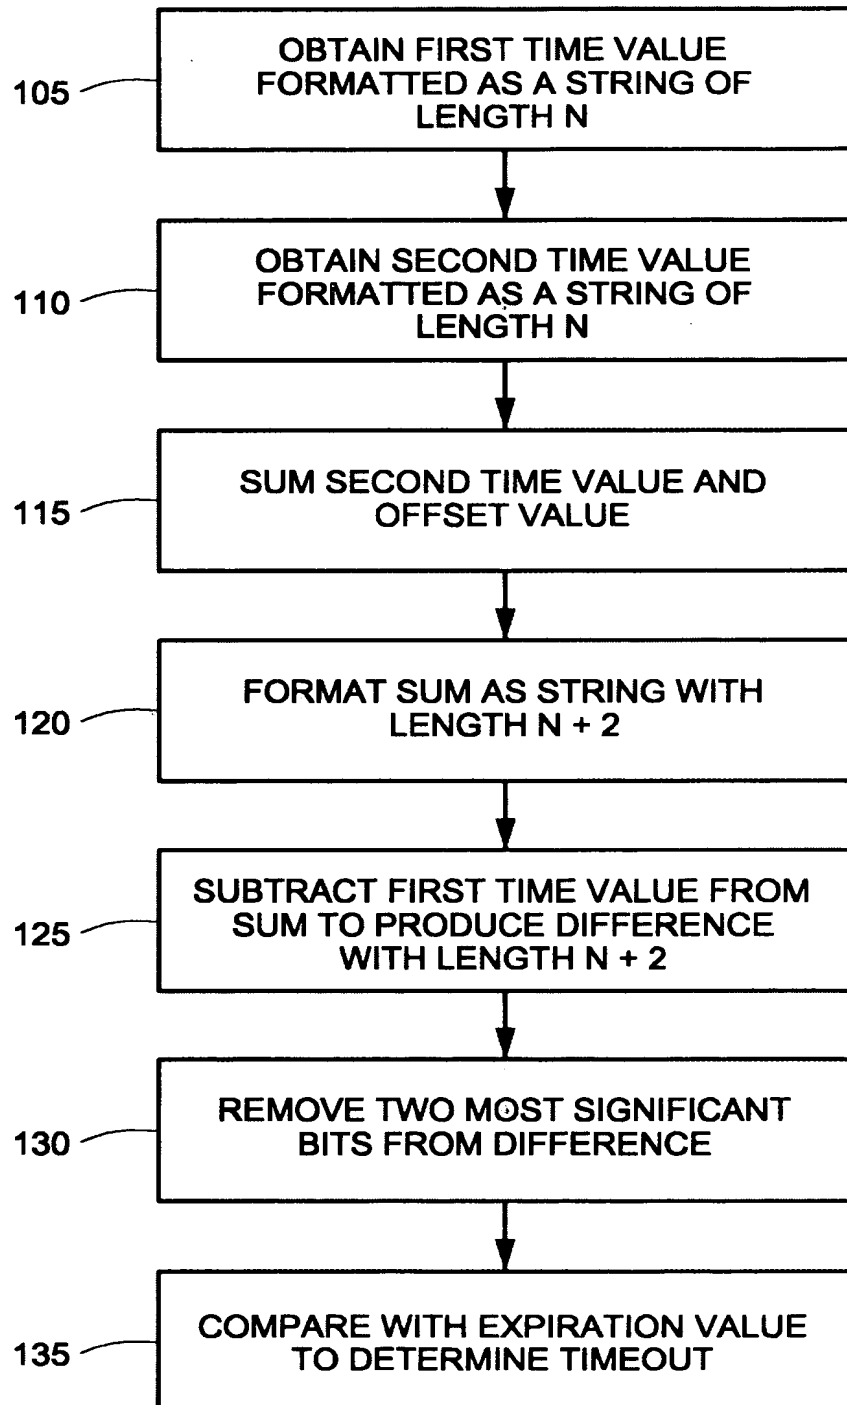 105
OBTAIN FIRST TIME VALUE
FORMATTED AS A STRING OF
LENGTH N
110
OBTAIN SECOND TIME VALUE
FORMATTED AS A STRING OF
LENGTH N
115
SUM SECOND TIME VALUE AND
OFFSET VALUE
120
FORMAT SUM AS STRING WITH
LENGTH N + 2
125
SUBTRACT FIRST TIME VALUE FROM
SUM TO PRODUCE DIFFERENCE
WITH LENGTH N + 2
130
REMOVE TWO MOST SIGNIFICANT
BITS FROM DIFFERENCE
135
COMPARE WITH EXPIRATION VALUE
TO DETERMINE TIMEOUT